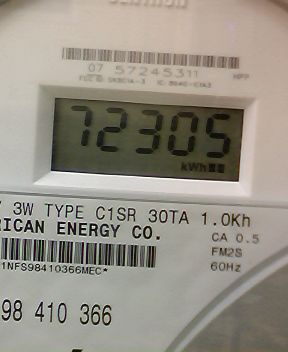 07 57245311 HPP
72305
kWh
3W TYPE C1SR 30TA 1.0Kh
RICAN ENERGY CO. CA 0.5
FM2S
1NFS98410366MEC* 60Hz
98 410 366